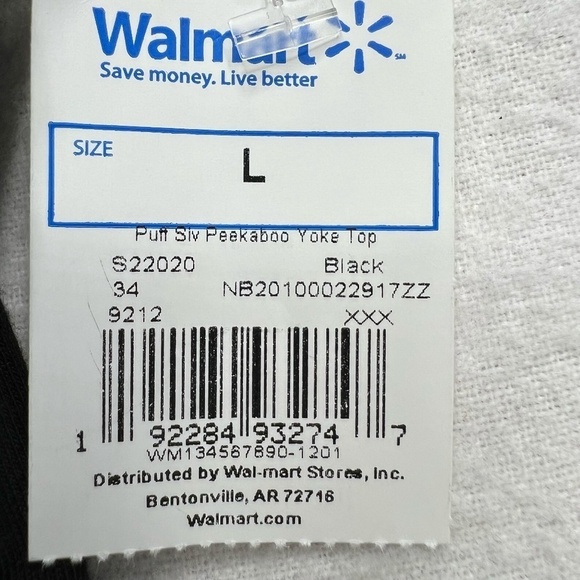 Walmart
Save money. Live better
SM
SIZE
L
Puff Slv Peekaboo Yoke Top
S22020 Black
34 NB20100022917ZZ
9212 XXX
1 92284 93274 7
WM134567890-1201
Distributed by Wal-mart Stores, Inc.
Bentonville, AR 72716
Walmart.com